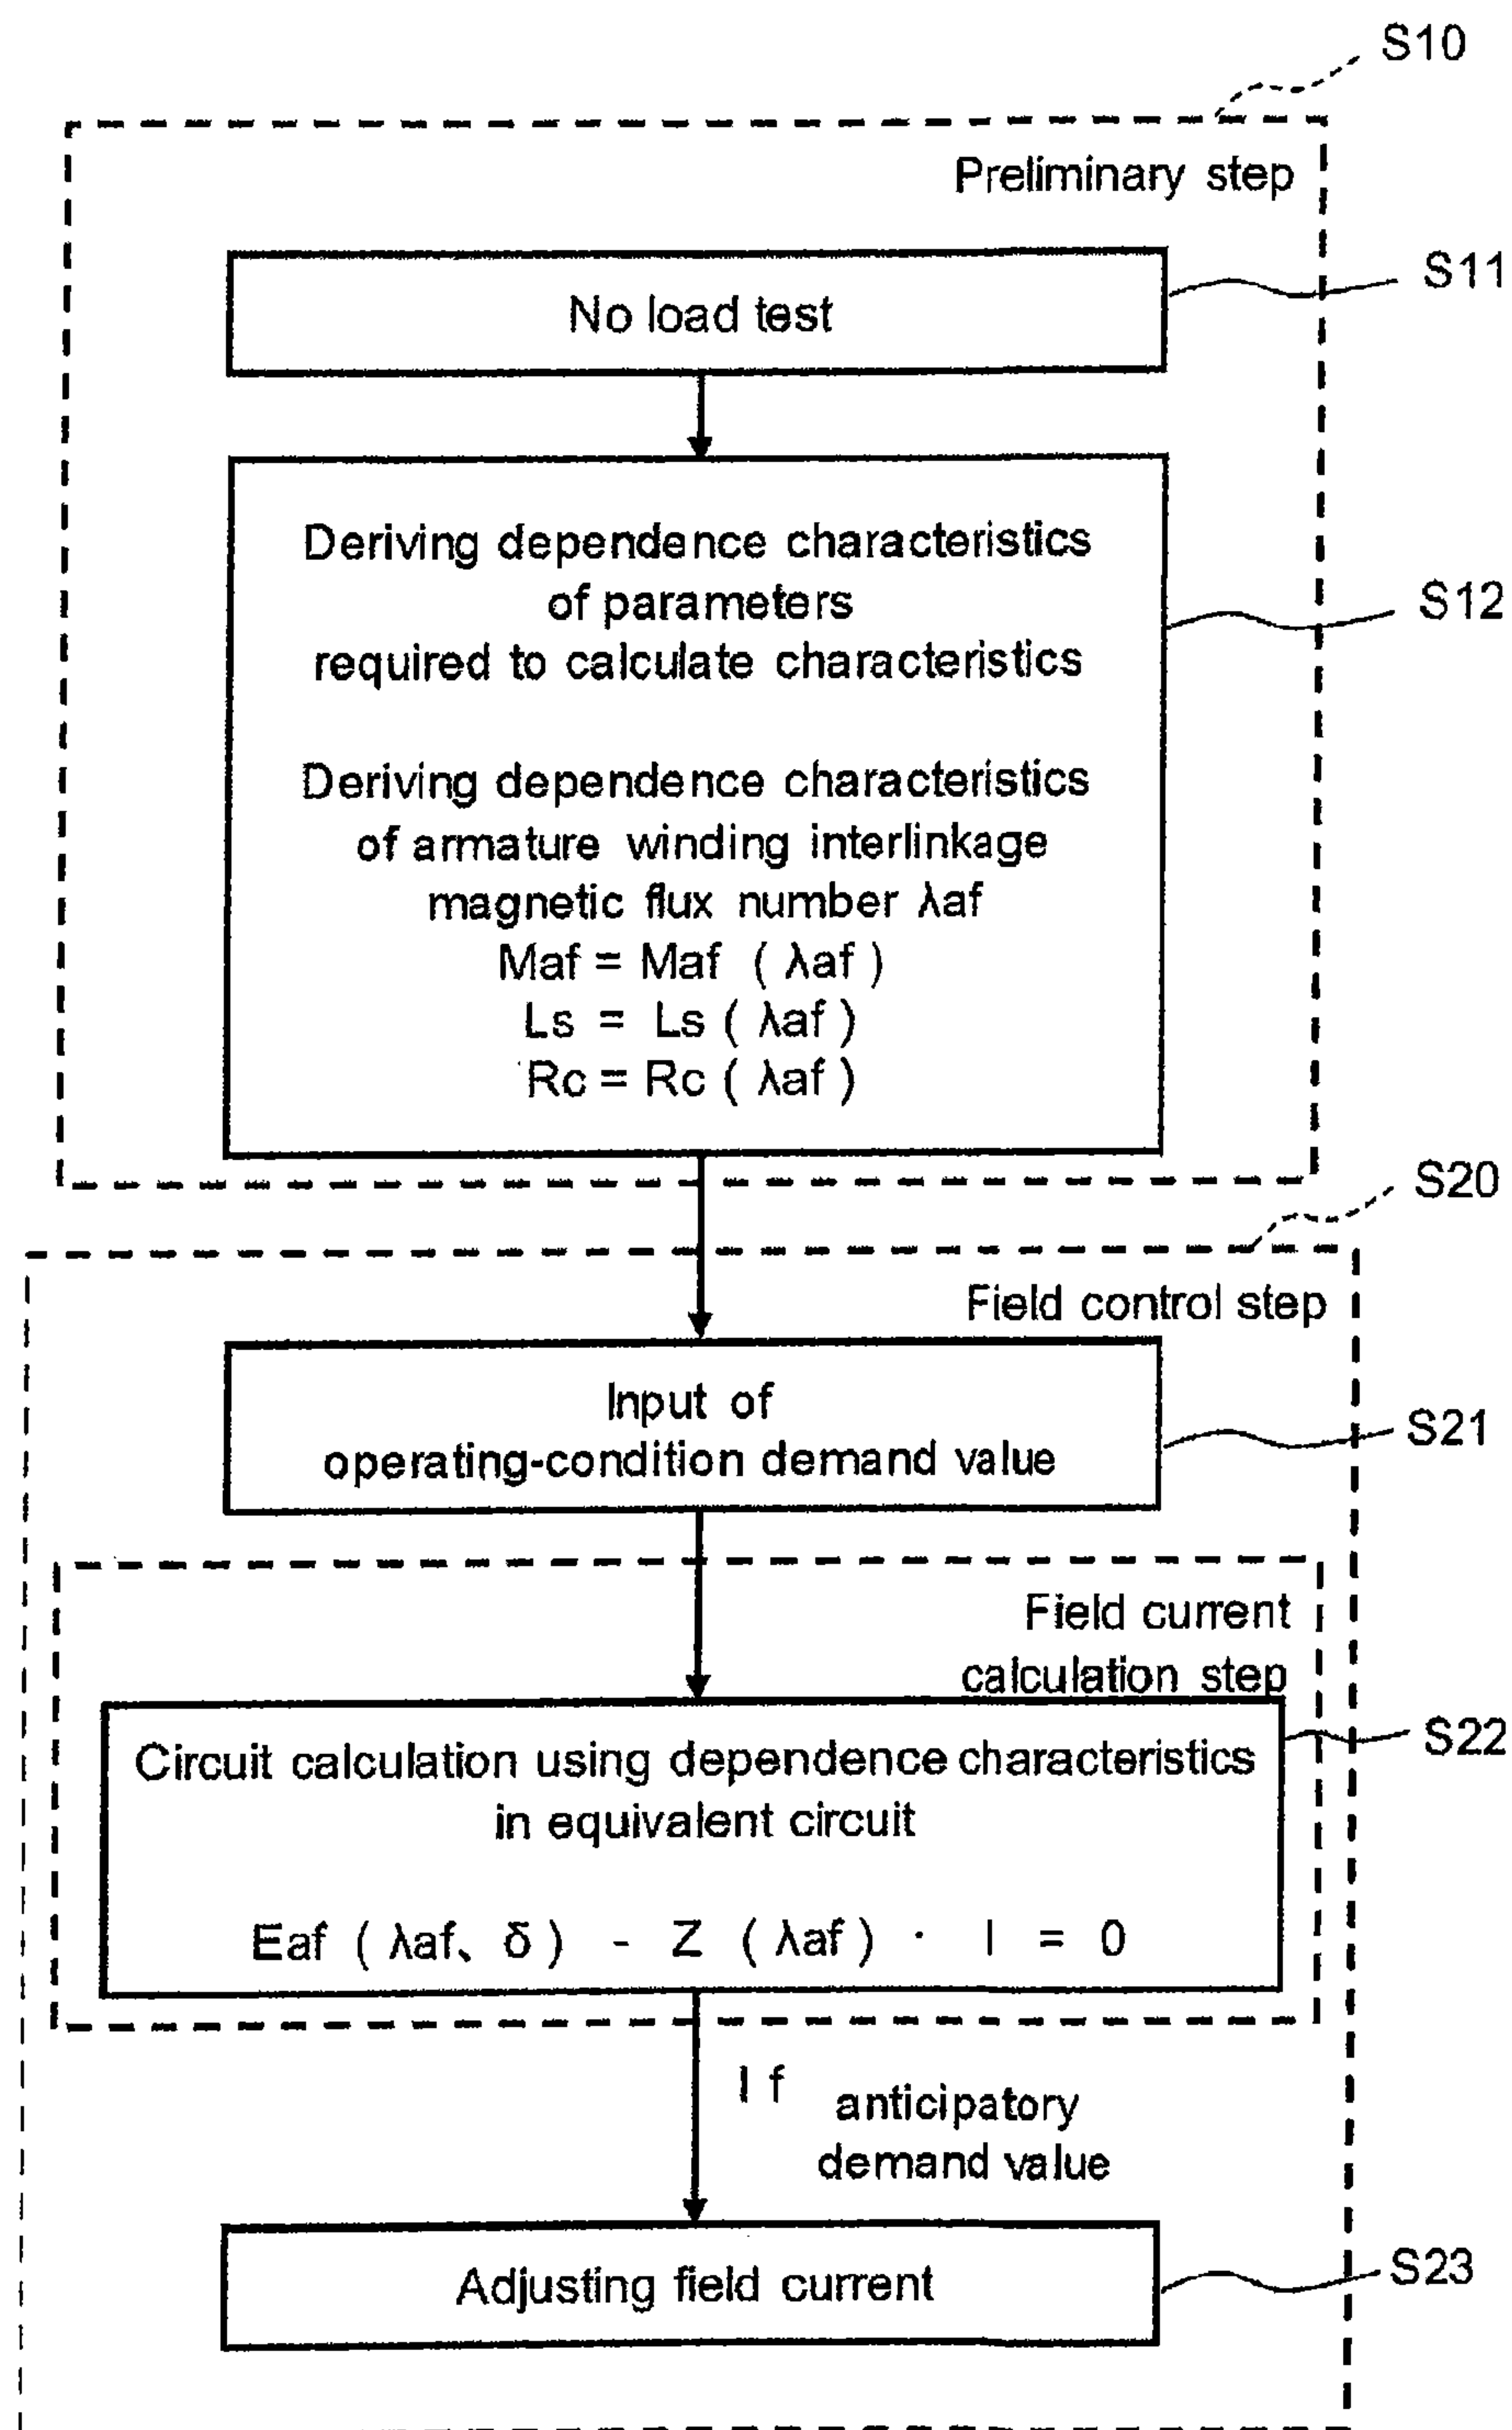 S10
Preliminary step
No load test
S11
Deriving dependence characteristics
of parameters
required to calculate characteristics
S12
Deriving dependence characteristics
of armature winding interlinkage
magnetic flux number λaf
Maf = Maf ( λaf )
Ls = Ls ( λaf )
Rc = Rc ( λaf )
S20
Field control step
Input of
operating-condition demand value
S21
Field current
calculation step
S22
Circuit calculation using dependence characteristics
in equivalent circuit
Eaf ( λaf、δ ) - Z ( λaf ) · I = 0
If anticipatory
demand value
Adjusting field current
S23